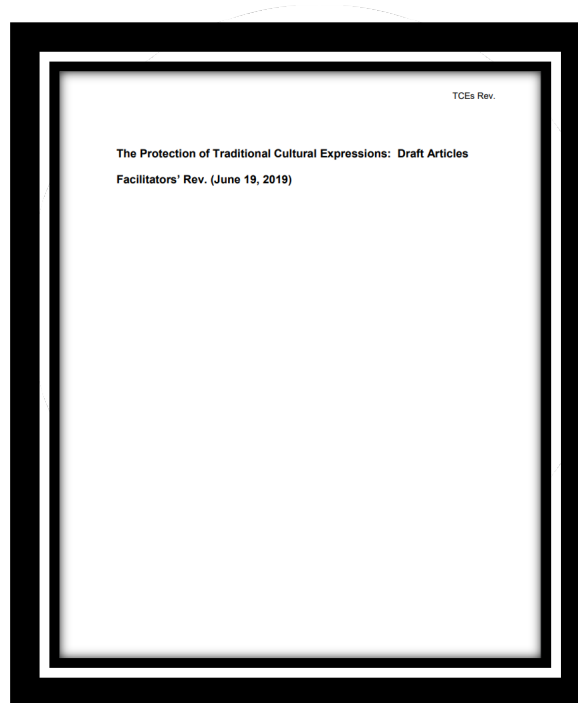 TCEs Rev.
The Protection of Traditional Cultural Expressions:  Draft Articles
Facilitators’ Rev. (June 19, 2019)